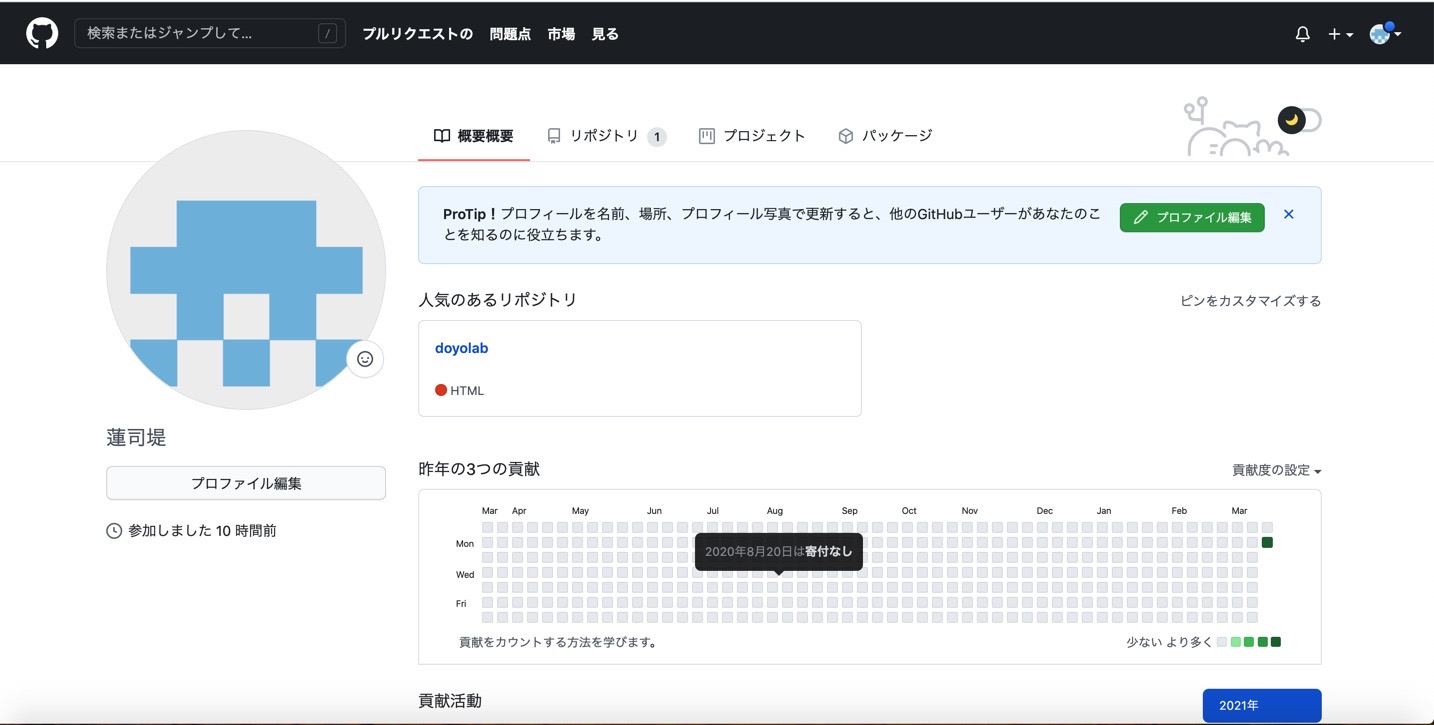 検索またはジャンプして...
/
プルリクエストの 問題点 市場 見る
概要概要 リポジトリ 1 プロジェクト パッケージ
ProTip！プロフィールを名前、場所、プロフィール写真で更新すると、他のGitHubユーザーがあなたのこ
とを知るのに役立ちます。
プロファイル編集
人気のあるリポジトリ
ピンをカスタマイズする
doyolab
HTML
蓮司堤
プロファイル編集
参加しました 10 時間前
昨年の3つの貢献
貢献度の設定
Mar Apr May Jun Jul Aug Sep Oct Nov Dec Jan Feb Mar
Mon
2020年8月20日は寄付なし
Wed
Fri
貢献をカウントする方法を学びます。
少ない より多く
貢献活動
2021年